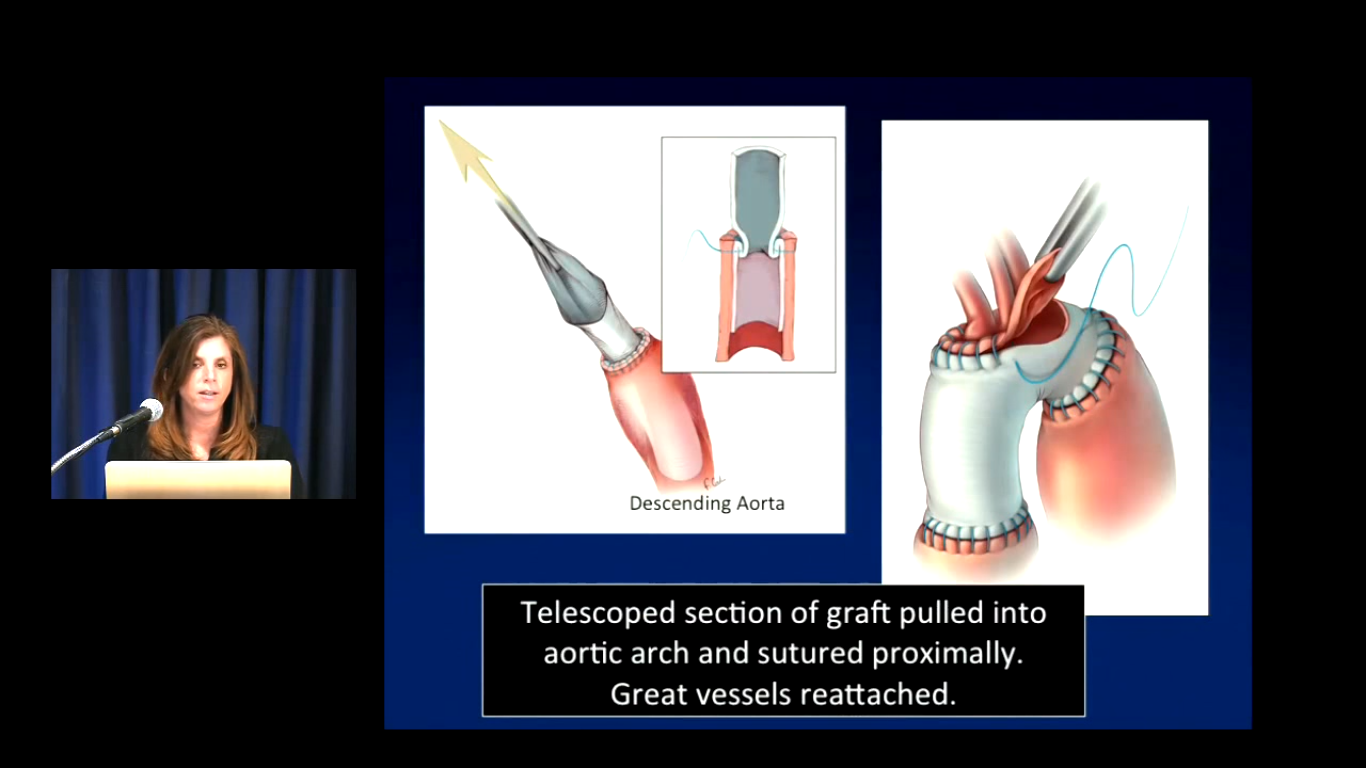 Descending Aorta
Telescoped section of graft pulled into
aortic arch and sutured proximally.
Great vessels reattached.